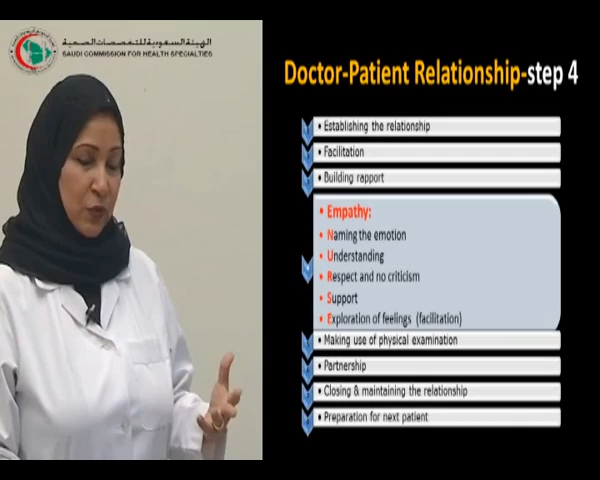 الهيئة السعودية للتخصصات الصحية
SAUDI COMMISSION FOR HEALTH SPECIALTIES
Doctor-Patient Relationship-step 4
• Establishing the relationship
• Facilitation
• Building rapport
• Empathy:
• Naming the emotion
• Understanding
• Respect and no criticism
• Support
• Exploration of feelings (facilitation)
• Making use of physical examination
• Partnership
• Closing & maintaining the relationship
• Preparation for next patient